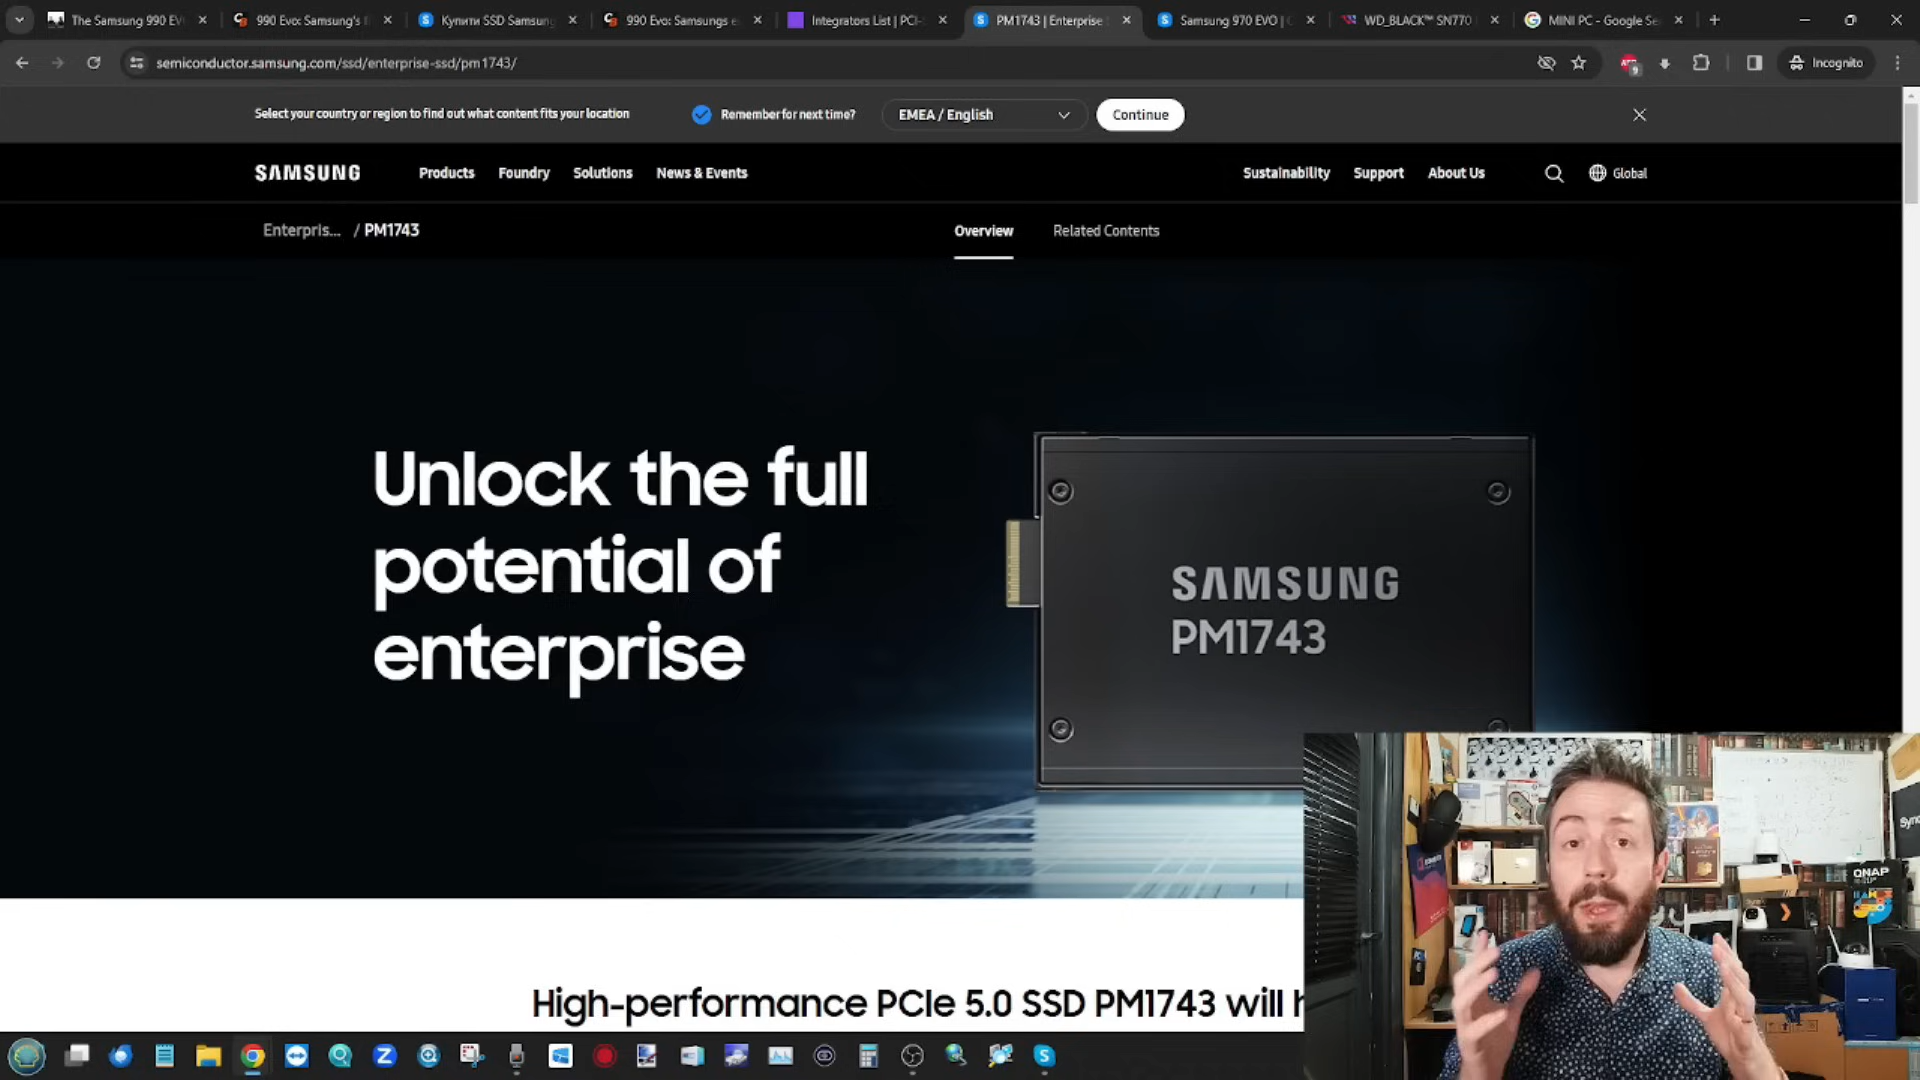 The Samsung 990 EV
990 Evo: Samsung's
Купити SSD Samsung
990 Evo: Samsungs e
Integrators List | PCI-
PM1743 | Enterprise
Samsung 970 EVO |
WD_BLACK™ SN770
MINI PC - Google Se
semiconductor.samsung.com/ssd/enterprise-ssd/pm1743/
9
Incognito
Select your country or region to find out what content fits your location
Remember for next time?
EMEA / English
Continue
SAMSUNG
Products
Foundry
Solutions
News & Events
Sustainability
Support
About Us
Global
Enterpris... / PM1743
Overview
Related Contents
Unlock the full
potential of
enterprise
SAMSUNG
PM1743
High-performance PCIe 5.0 SSD PM1743 will h
QNAP